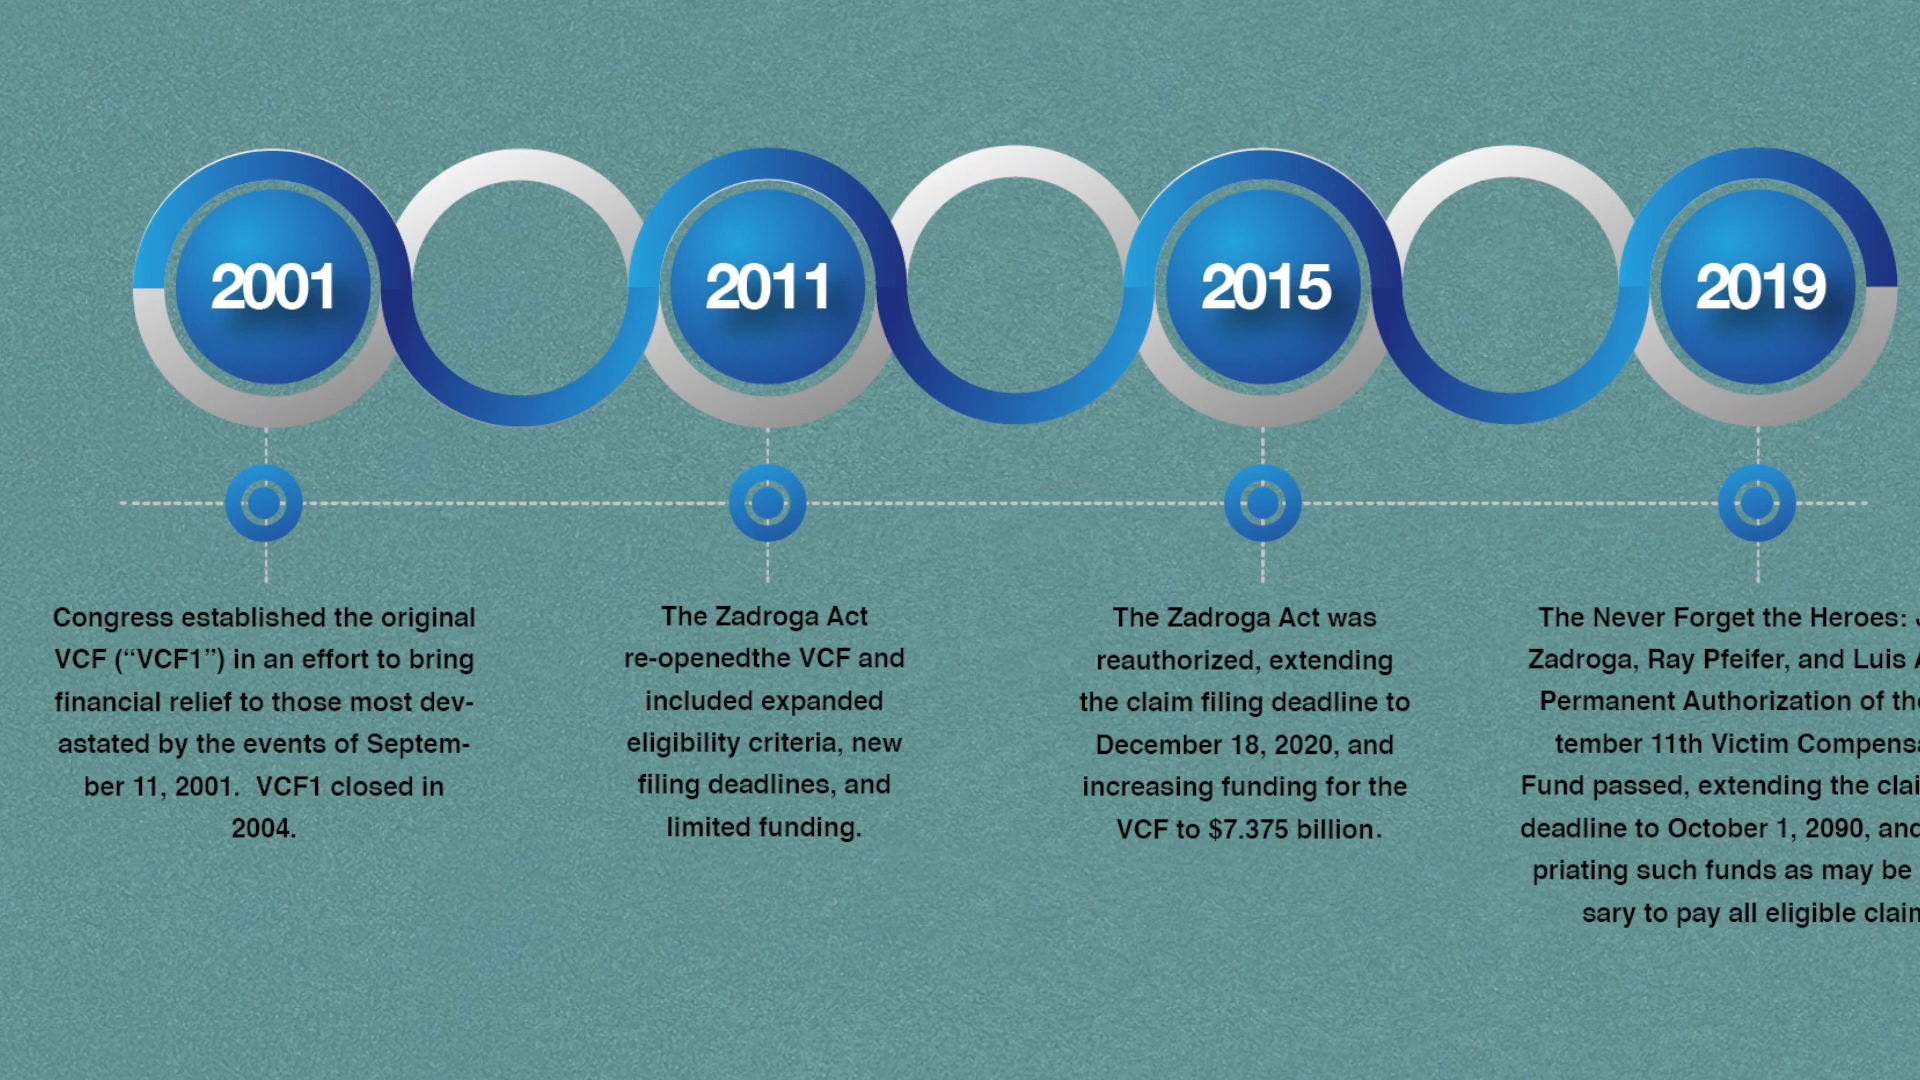 2001
2011
2015
2019
Congress established the original
VCF (“VCF1”) in an effort to bring
financial relief to those most dev-
astated by the events of Septem-
ber 11, 2001.  VCF1 closed in
2004.
The Zadroga Act
re-openedthe VCF and
included expanded
eligibility criteria, new
filing deadlines, and
limited funding.
The Zadroga Act was
reauthorized, extending
the claim filing deadline to
December 18, 2020, and
increasing funding for the
VCF to $7.375 billion.
The Never Forget the Heroes:
Zadroga, Ray Pfeifer, and Luis
Permanent Authorization of
tember 11th Victim
Fund passed, extending the
deadline to October 1, 2090,
priating such funds as may be
sary to pay all eligible